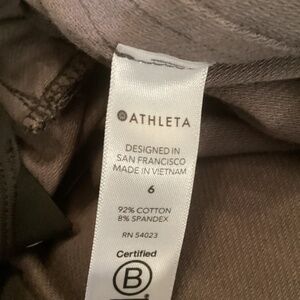 ATHLETA
DESIGNED IN
SAN FRANCISCO
MADE IN VIETNAM
6
92% COTTON
8% SPANDEX
RN 54023
Certified
B